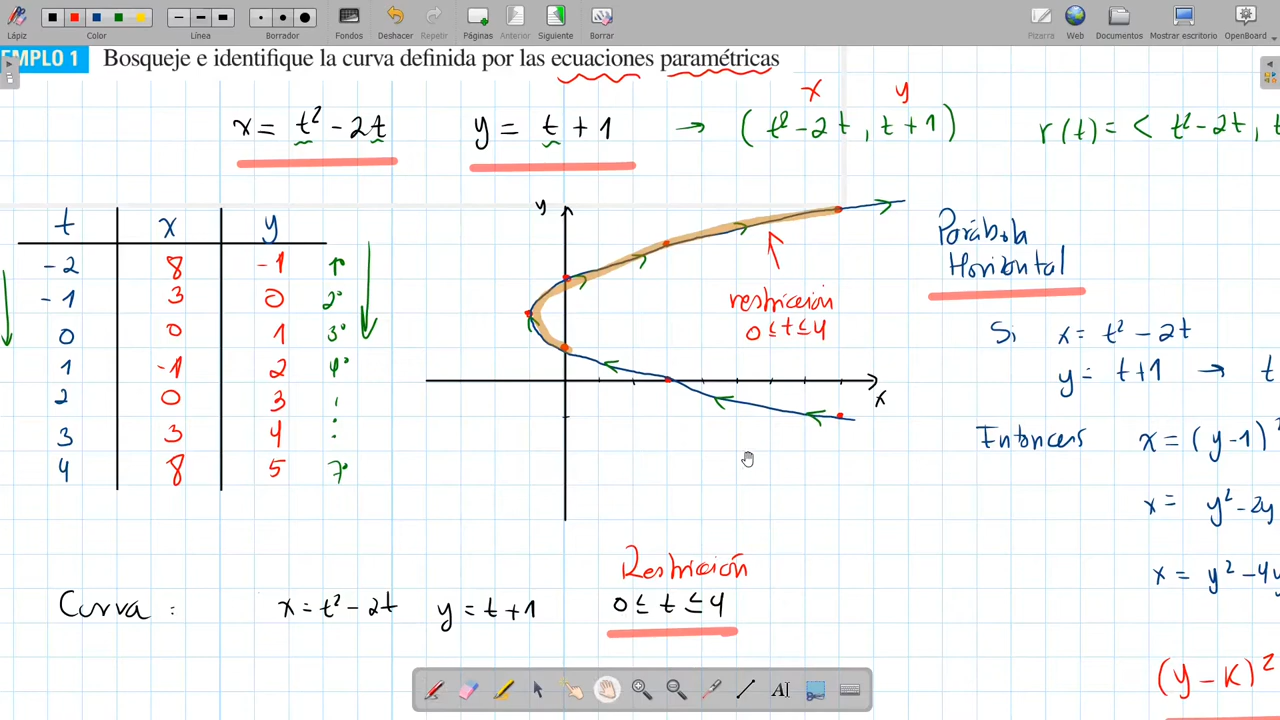 Lápiz Color Línea Borrador Fondos Deshacer Rehacer Páginas Anterior Siguiente Borrar Pizarra Web Documentos Mostrar escritorio OpenBoard
EMPLO 1 Bosqueje e identifique la curva definida por las ecuaciones paramétricas
x y
x = t² - 2t y = t + 1 → (t² - 2t, t + 1) r(t) = < t² - 2t, t
t x y
-2 8 -1 1°
-1 3 0 2°
0 0 1 3°
1 -1 2 4°
2 0 3
3 3 4
4 8 5 7°
y
x
restricción
0 ≤ t ≤ 4
Parábola
Horizontal
Si x = t² - 2t
y = t + 1 → t
Entonces x = (y - 1)²
x = y² - 2y
x = y² - 4y
Restricción
Curva : x = t² - 2t y = t + 1 0 ≤ t ≤ 4
(y - K)²